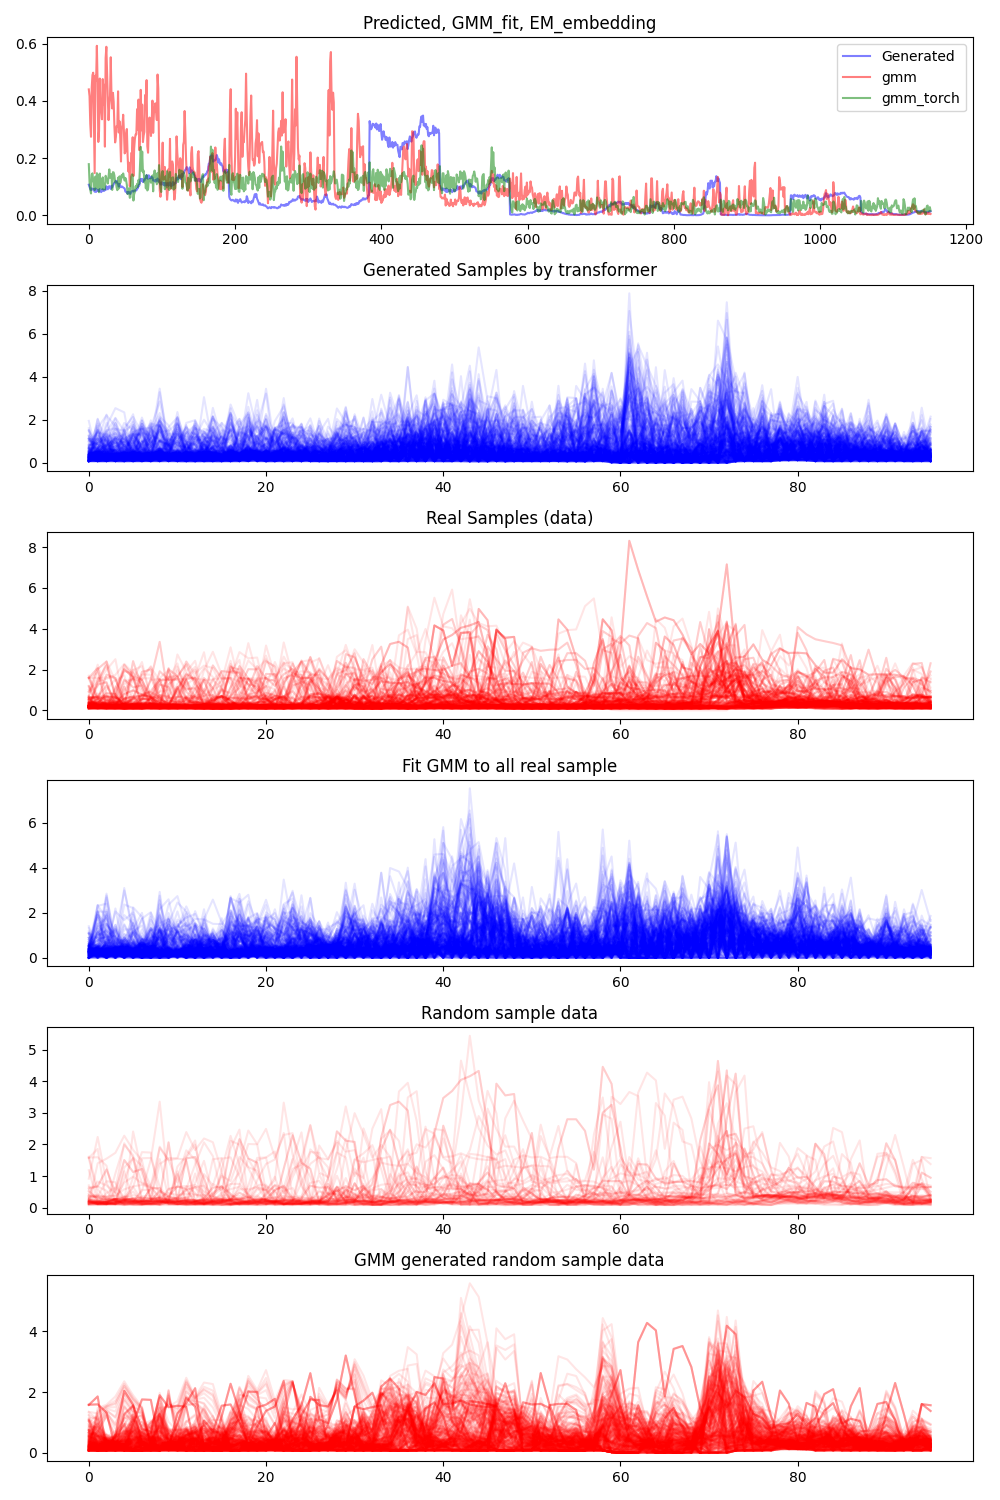 Predicted, GMM_fit, EM_embedding
0.6
0.4
0.2
0.0
Generated
gmm
gmm_torch
0 200 400 600 800 1000 1200
Generated Samples by transformer
8
6
4
2
0
0 20 40 60 80
Real Samples (data)
8
6
4
2
0
0 20 40 60 80
Fit GMM to all real sample
6
4
2
0
0 20 40 60 80
Random sample data
5
4
3
2
1
0
0 20 40 60 80
GMM generated random sample data
4
2
0
0 20 40 60 80